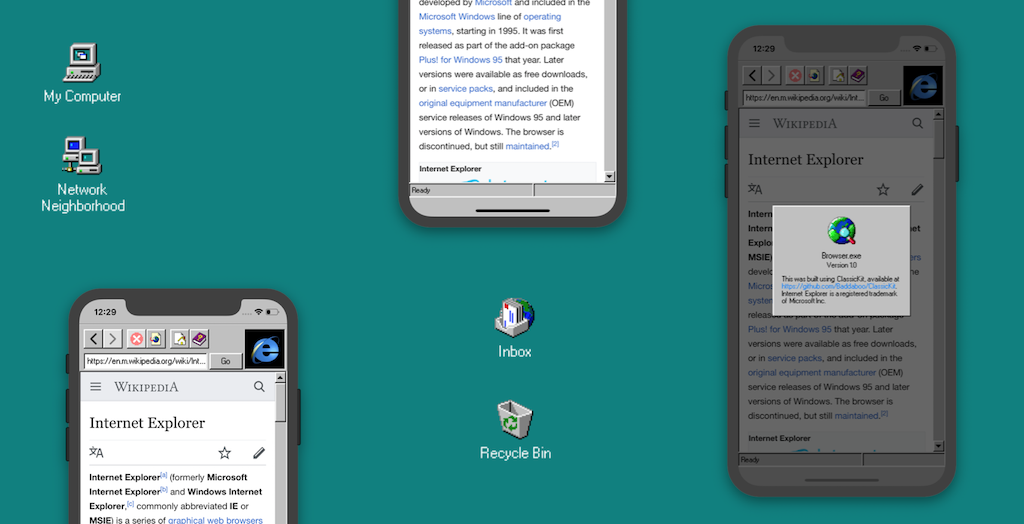 My Computer
Network
Neighborhood
developed by Microsoft and included in the
Microsoft Windows line of operating
systems, starting in 1995. It was first
released as part of the add-on package
Plus! for Windows 95 that year. Later
versions were available as free downloads,
or in service packs, and included in the
original equipment manufacturer (OEM)
service releases of Windows 95 and later
versions of Windows. The browser is
discontinued, but still maintained.[2]
Internet Explorer
Ready
12:29
https://en.m.wikipedia.org/wiki/Int...
Go
WIKIPEDIA
Internet Explorer
Internet Explorer[a] (formerly Microsoft
Internet Explorer[b] and Windows Internet
Explorer,[c] commonly abbreviated IE or
MSIE) is a series of graphical web browsers
Inbox
Recycle Bin
12:29
https://en.m.wikipedia.org/wiki/Int...
Go
WIKIPEDIA
Internet Explorer
Browser.exe
Version 1.0
This was built using ClassicKit, available at
https://github.com/Baddaboo/ClassicKit.
Internet Explorer is a registered trademark
of Microsoft Inc.
Plus! for Windows 95 that year. Later
versions were available as free downloads,
or in service packs, and included in the
original equipment manufacturer (OEM)
service releases of Windows 95 and later
versions of Windows. The browser is
discontinued, but still maintained.[2]
Internet Explorer
Ready